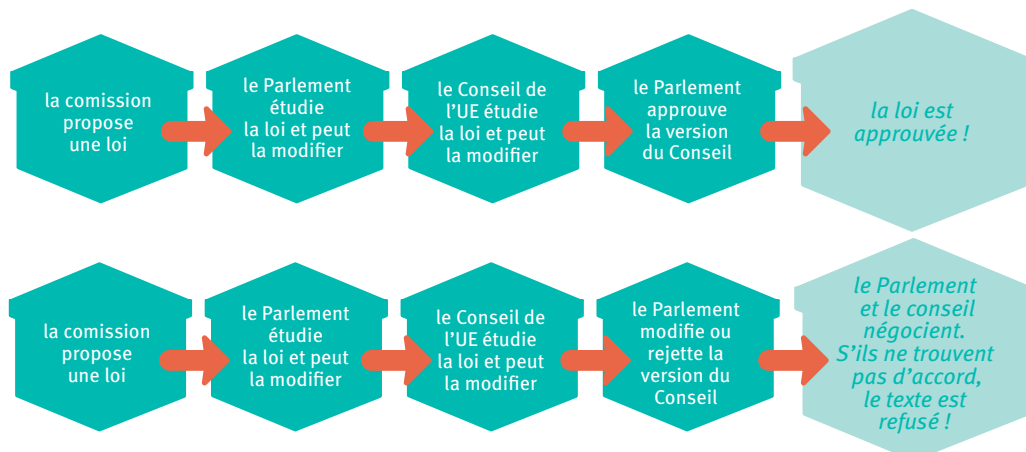 la comission
propose
une loi
le Parlement
étudie
la loi et peut
la modifier
le Conseil de
l’UE étudie
la loi et peut
la modifier
le Parlement
approuve
la version
du Conseil
la loi est
approuvée !
la comission
propose
une loi
le Parlement
étudie
la loi et peut
la modifier
le Conseil de
l’UE étudie
la loi et peut
la modifier
le Parlement
modifie ou
rejette la
version du
Conseil
le Parlement
et le conseil
négocient.
S’ils ne trouvent
pas d’accord,
le texte est
refusé !